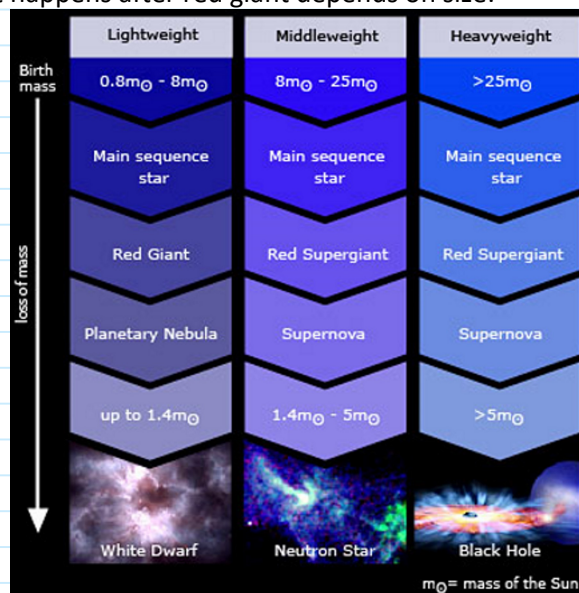 happens after red giant depends on size.
Lightweight Middleweight Heavyweight
Birth mass 0.8m☉ - 8m☉ 8m☉ - 25m☉ >25m☉
Main sequence star Main sequence star Main sequence star
Red Giant Red Supergiant Red Supergiant
loss of mass
Planetary Nebula Supernova Supernova
up to 1.4m☉ 1.4m☉ - 5m☉ >5m☉
White Dwarf Neutron Star Black Hole
m☉= mass of the Sun